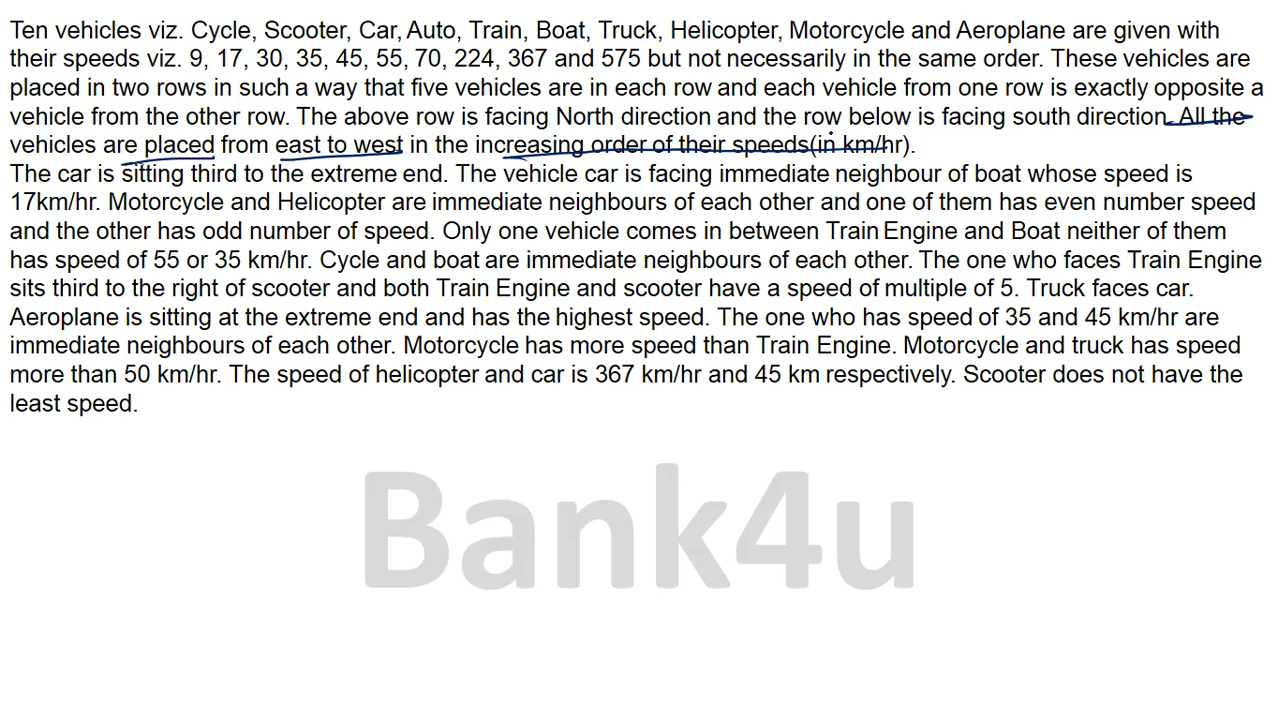 Ten vehicles viz. Cycle, Scooter, Car, Auto, Train, Boat, Truck, Helicopter, Motorcycle and Aeroplane are given with
their speeds viz. 9, 17, 30, 35, 45, 55, 70, 224, 367 and 575 but not necessarily in the same order. These vehicles are
placed in two rows in such a way that five vehicles are in each row and each vehicle from one row is exactly opposite a
vehicle from the other row. The above row is facing North direction and the row below is facing south direction. All the
vehicles are placed from east to west in the increasing order of their speeds(in km/hr).
The car is sitting third to the extreme end. The vehicle car is facing immediate neighbour of boat whose speed is
17km/hr. Motorcycle and Helicopter are immediate neighbours of each other and one of them has even number speed
and the other has odd number of speed. Only one vehicle comes in between Train Engine and Boat neither of them
has speed of 55 or 35 km/hr. Cycle and boat are immediate neighbours of each other. The one who faces Train Engine
sits third to the right of scooter and both Train Engine and scooter have a speed of multiple of 5. Truck faces car.
Aeroplane is sitting at the extreme end and has the highest speed. The one who has speed of 35 and 45 km/hr are
immediate neighbours of each other. Motorcycle has more speed than Train Engine. Motorcycle and truck has speed
more than 50 km/hr. The speed of helicopter and car is 367 km/hr and 45 km respectively. Scooter does not have the
least speed.
Bank4u